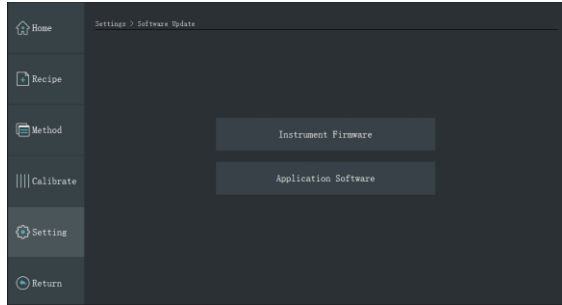 Home
Settings > Software Update
Recipe
Method
Instrument Firmware
Application Software
Calibrate
Setting
Return